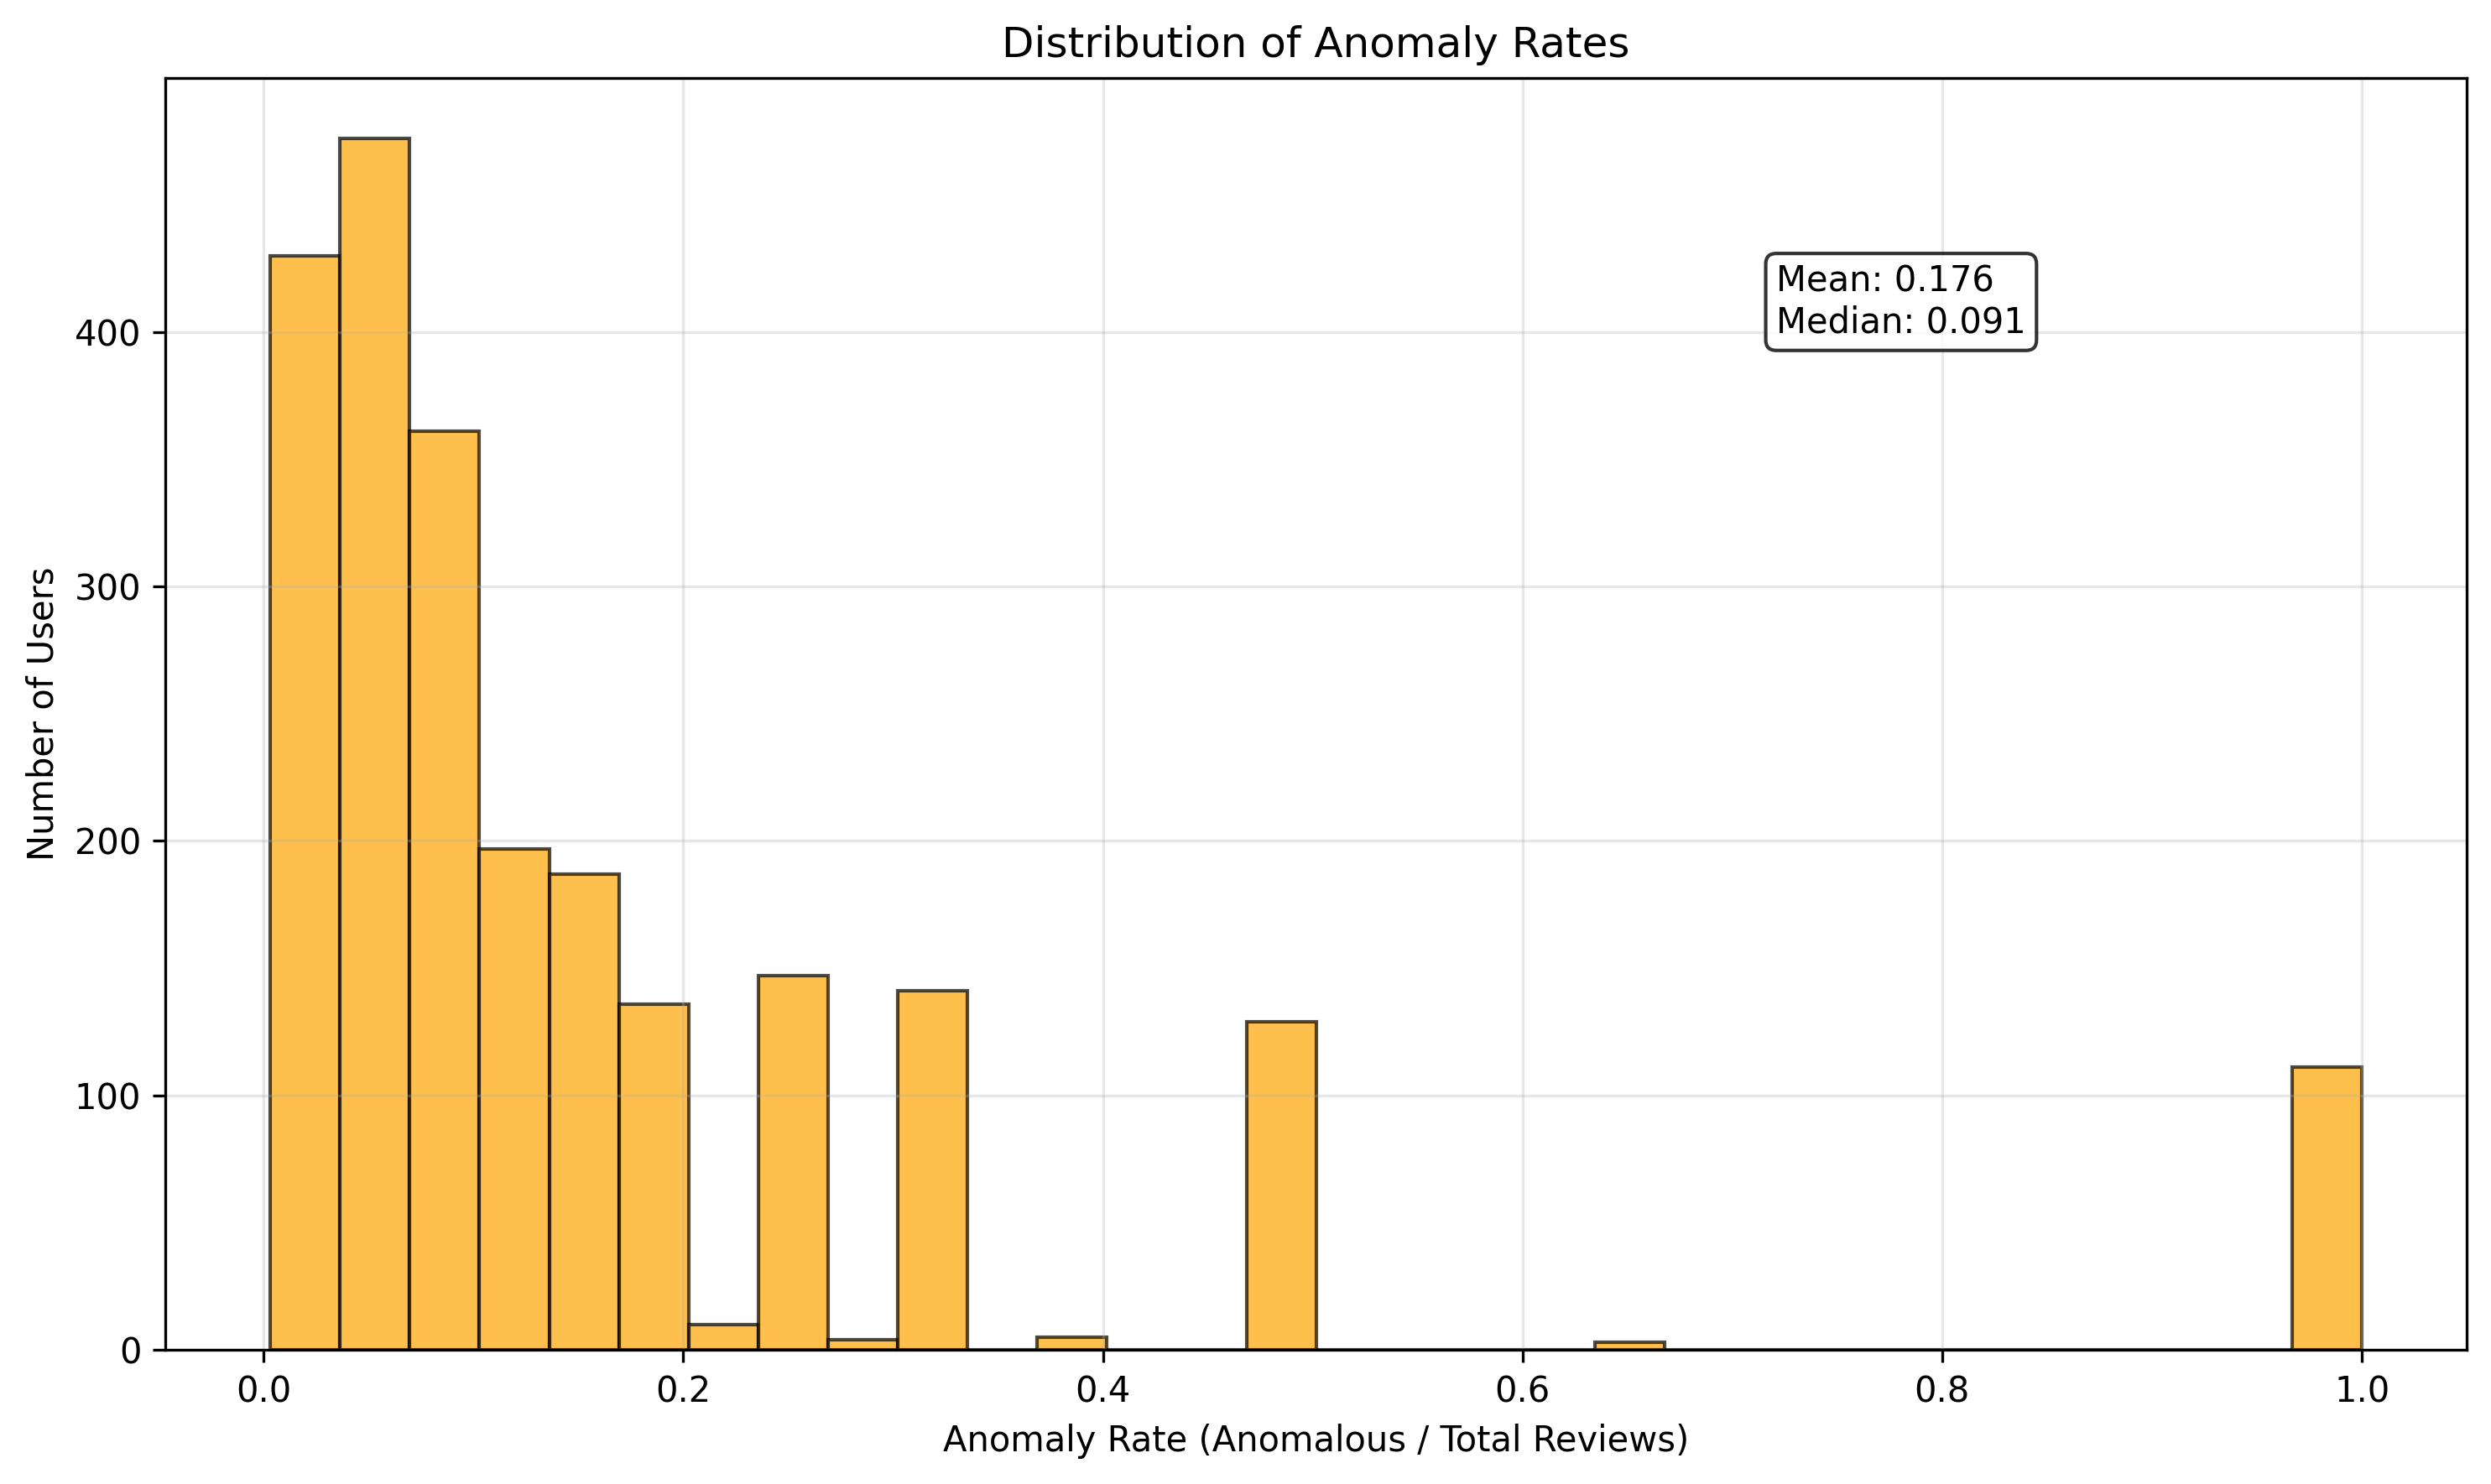 Distribution of Anomaly Rates
Mean: 0.176
Median: 0.091
Number of Users
400
300
200
100
0
0.0 0.2 0.4 0.6 0.8 1.0
Anomaly Rate (Anomalous / Total Reviews)